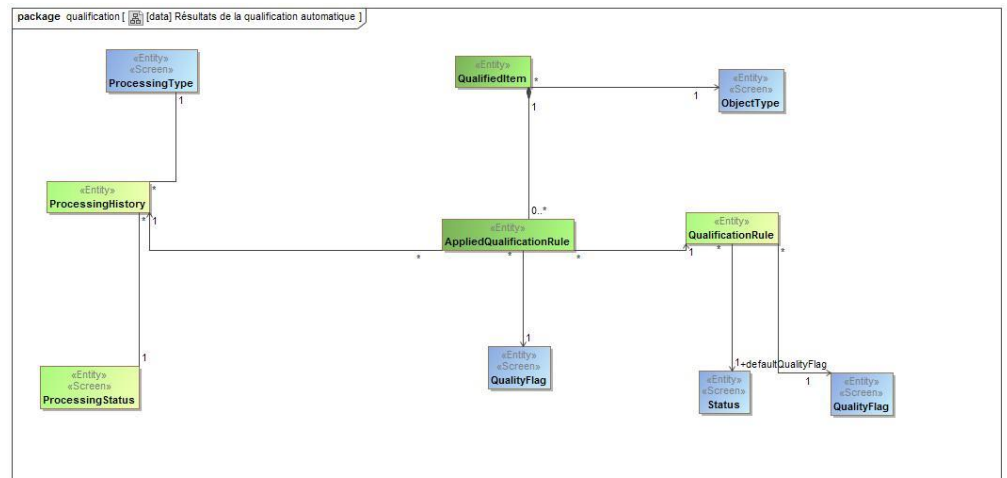 package qualification [ [data] Résultats de la qualification automatique ]
«Entity»
«Screen»
ProcessingType
1
«Entity»
QualifiedItem
*
1
1
«Entity»
«Screen»
ObjectType
«Entity»
ProcessingHistory
*
*
1
0..*
«Entity»
AppliedQualificationRule
*
*
*
«Entity»
QualificationRule
1
*
*
1
«Entity»
«Screen»
ProcessingStatus
1
«Entity»
«Screen»
QualityFlag
1
+defaultQualityFlag
1
«Entity»
«Screen»
Status
«Entity»
«Screen»
QualityFlag